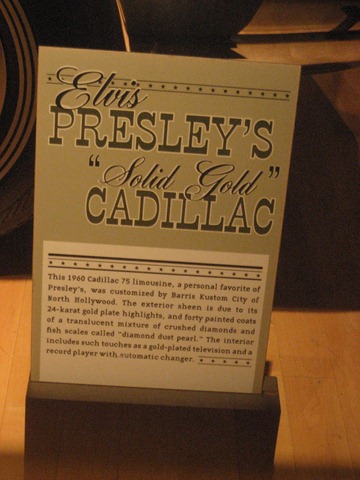 Elvis
PRESLEY'S
"Solid Gold"
CADILLAC
This 1960 Cadillac 75 limousine, a personal favorite of
Presley's, was customized by Barris Kustom City of
North Hollywood. The exterior sheen is due to its
24-karat gold plate highlights, and forty painted coats
of a translucent mixture of crushed diamonds and
fish scales called "diamond dust pearl." The interior
includes such touches as a gold-plated television and a
record player with automatic changer.